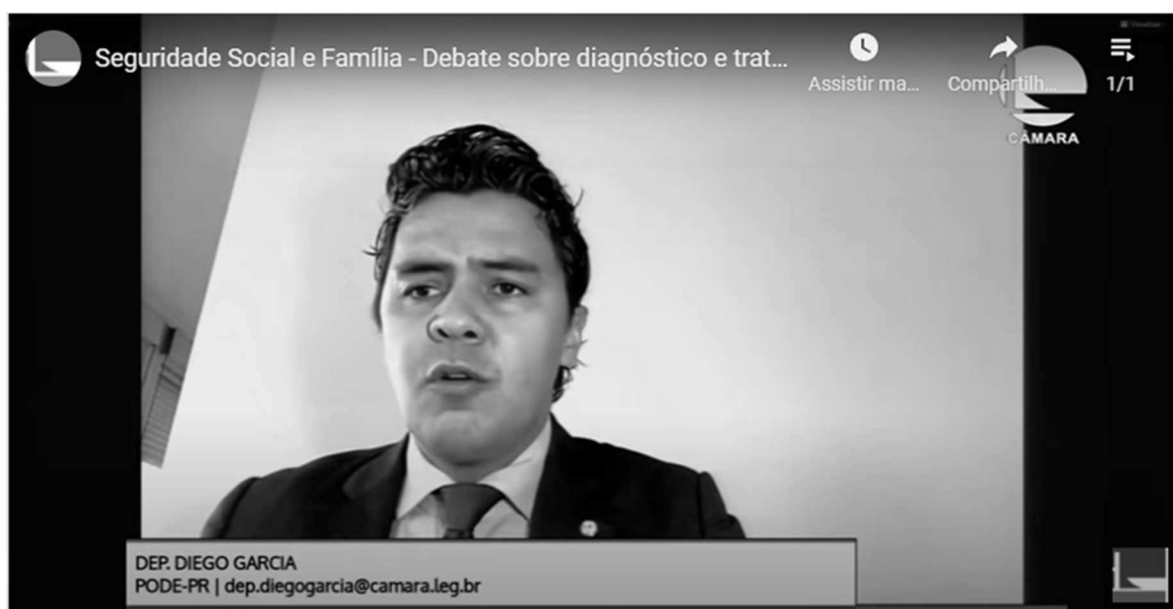 Seguridade Social e Família - Debate sobre diagnóstico e trat...
Assistir ma...
Compartilh...
1/1
CÂMARA
DEP. DIEGO GARCIA
PODE-PR | dep.diegogarcia@camara.leg.br